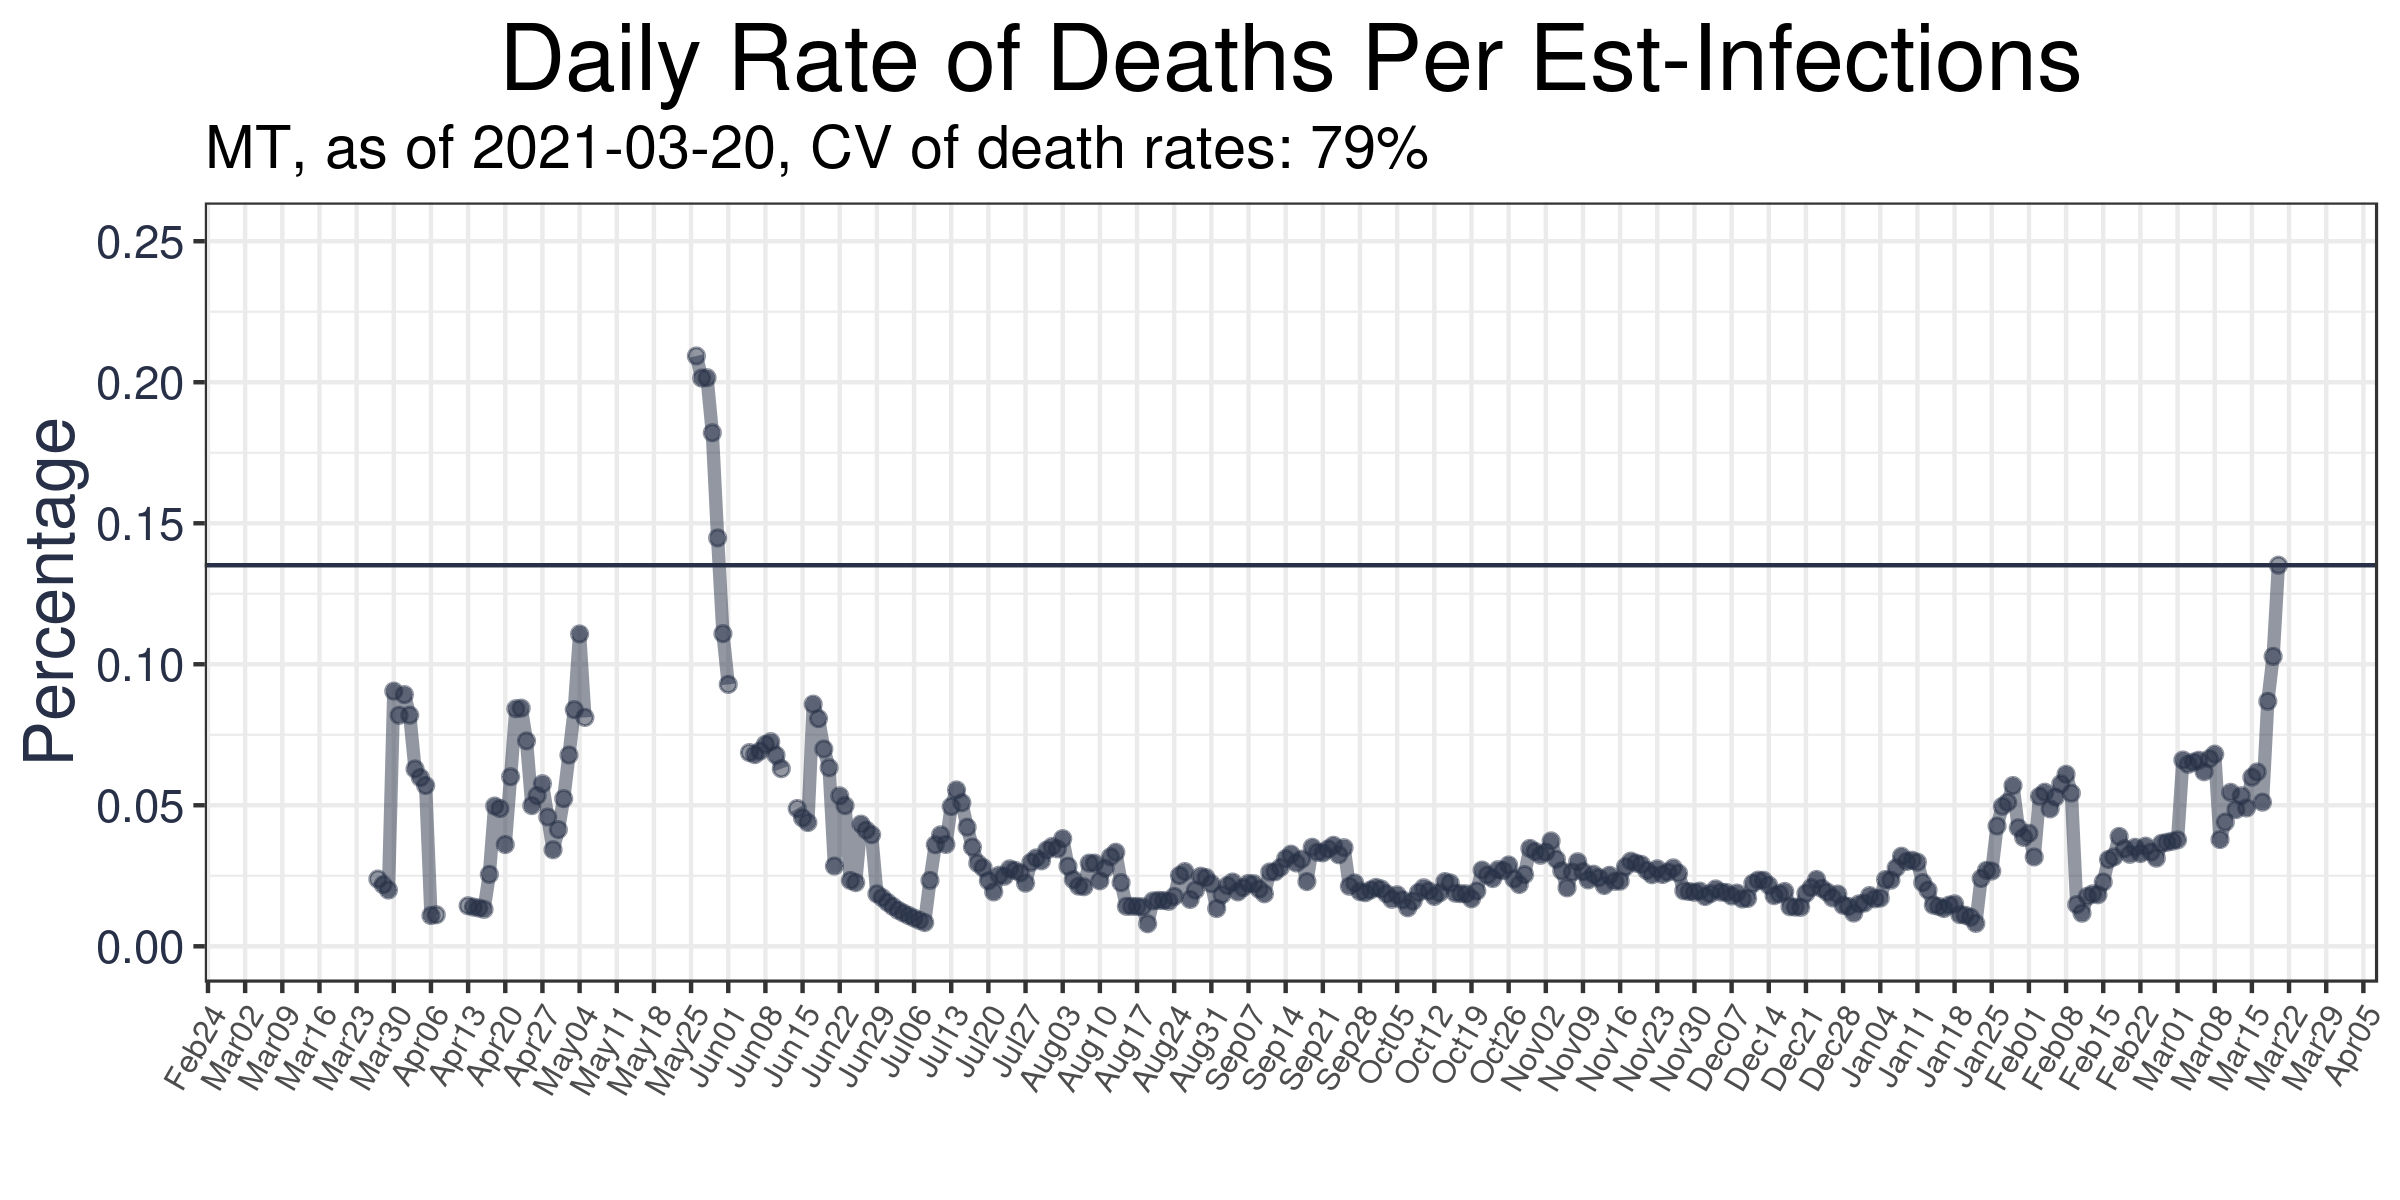 Daily Rate of Deaths Per Est-Infections
MT, as of 2021-03-20, CV of death rates: 79%
Percentage
0.25
0.20
0.15
0.10
0.05
0.00
Feb24
Mar02
Mar09
Mar16
Mar23
Mar30
Apr06
Apr13
Apr20
Apr27
May04
May11
May18
May25
Jun01
Jun08
Jun15
Jun22
Jun29
Jul06
Jul13
Jul20
Jul27
Aug03
Aug10
Aug17
Aug24
Aug31
Sep07
Sep14
Sep21
Sep28
Oct05
Oct12
Oct19
Oct26
Nov02
Nov09
Nov16
Nov23
Nov30
Dec07
Dec14
Dec21
Dec28
Jan04
Jan11
Jan18
Jan25
Feb01
Feb08
Feb15
Feb22
Mar01
Mar08
Mar15
Mar22
Mar29
Apr05